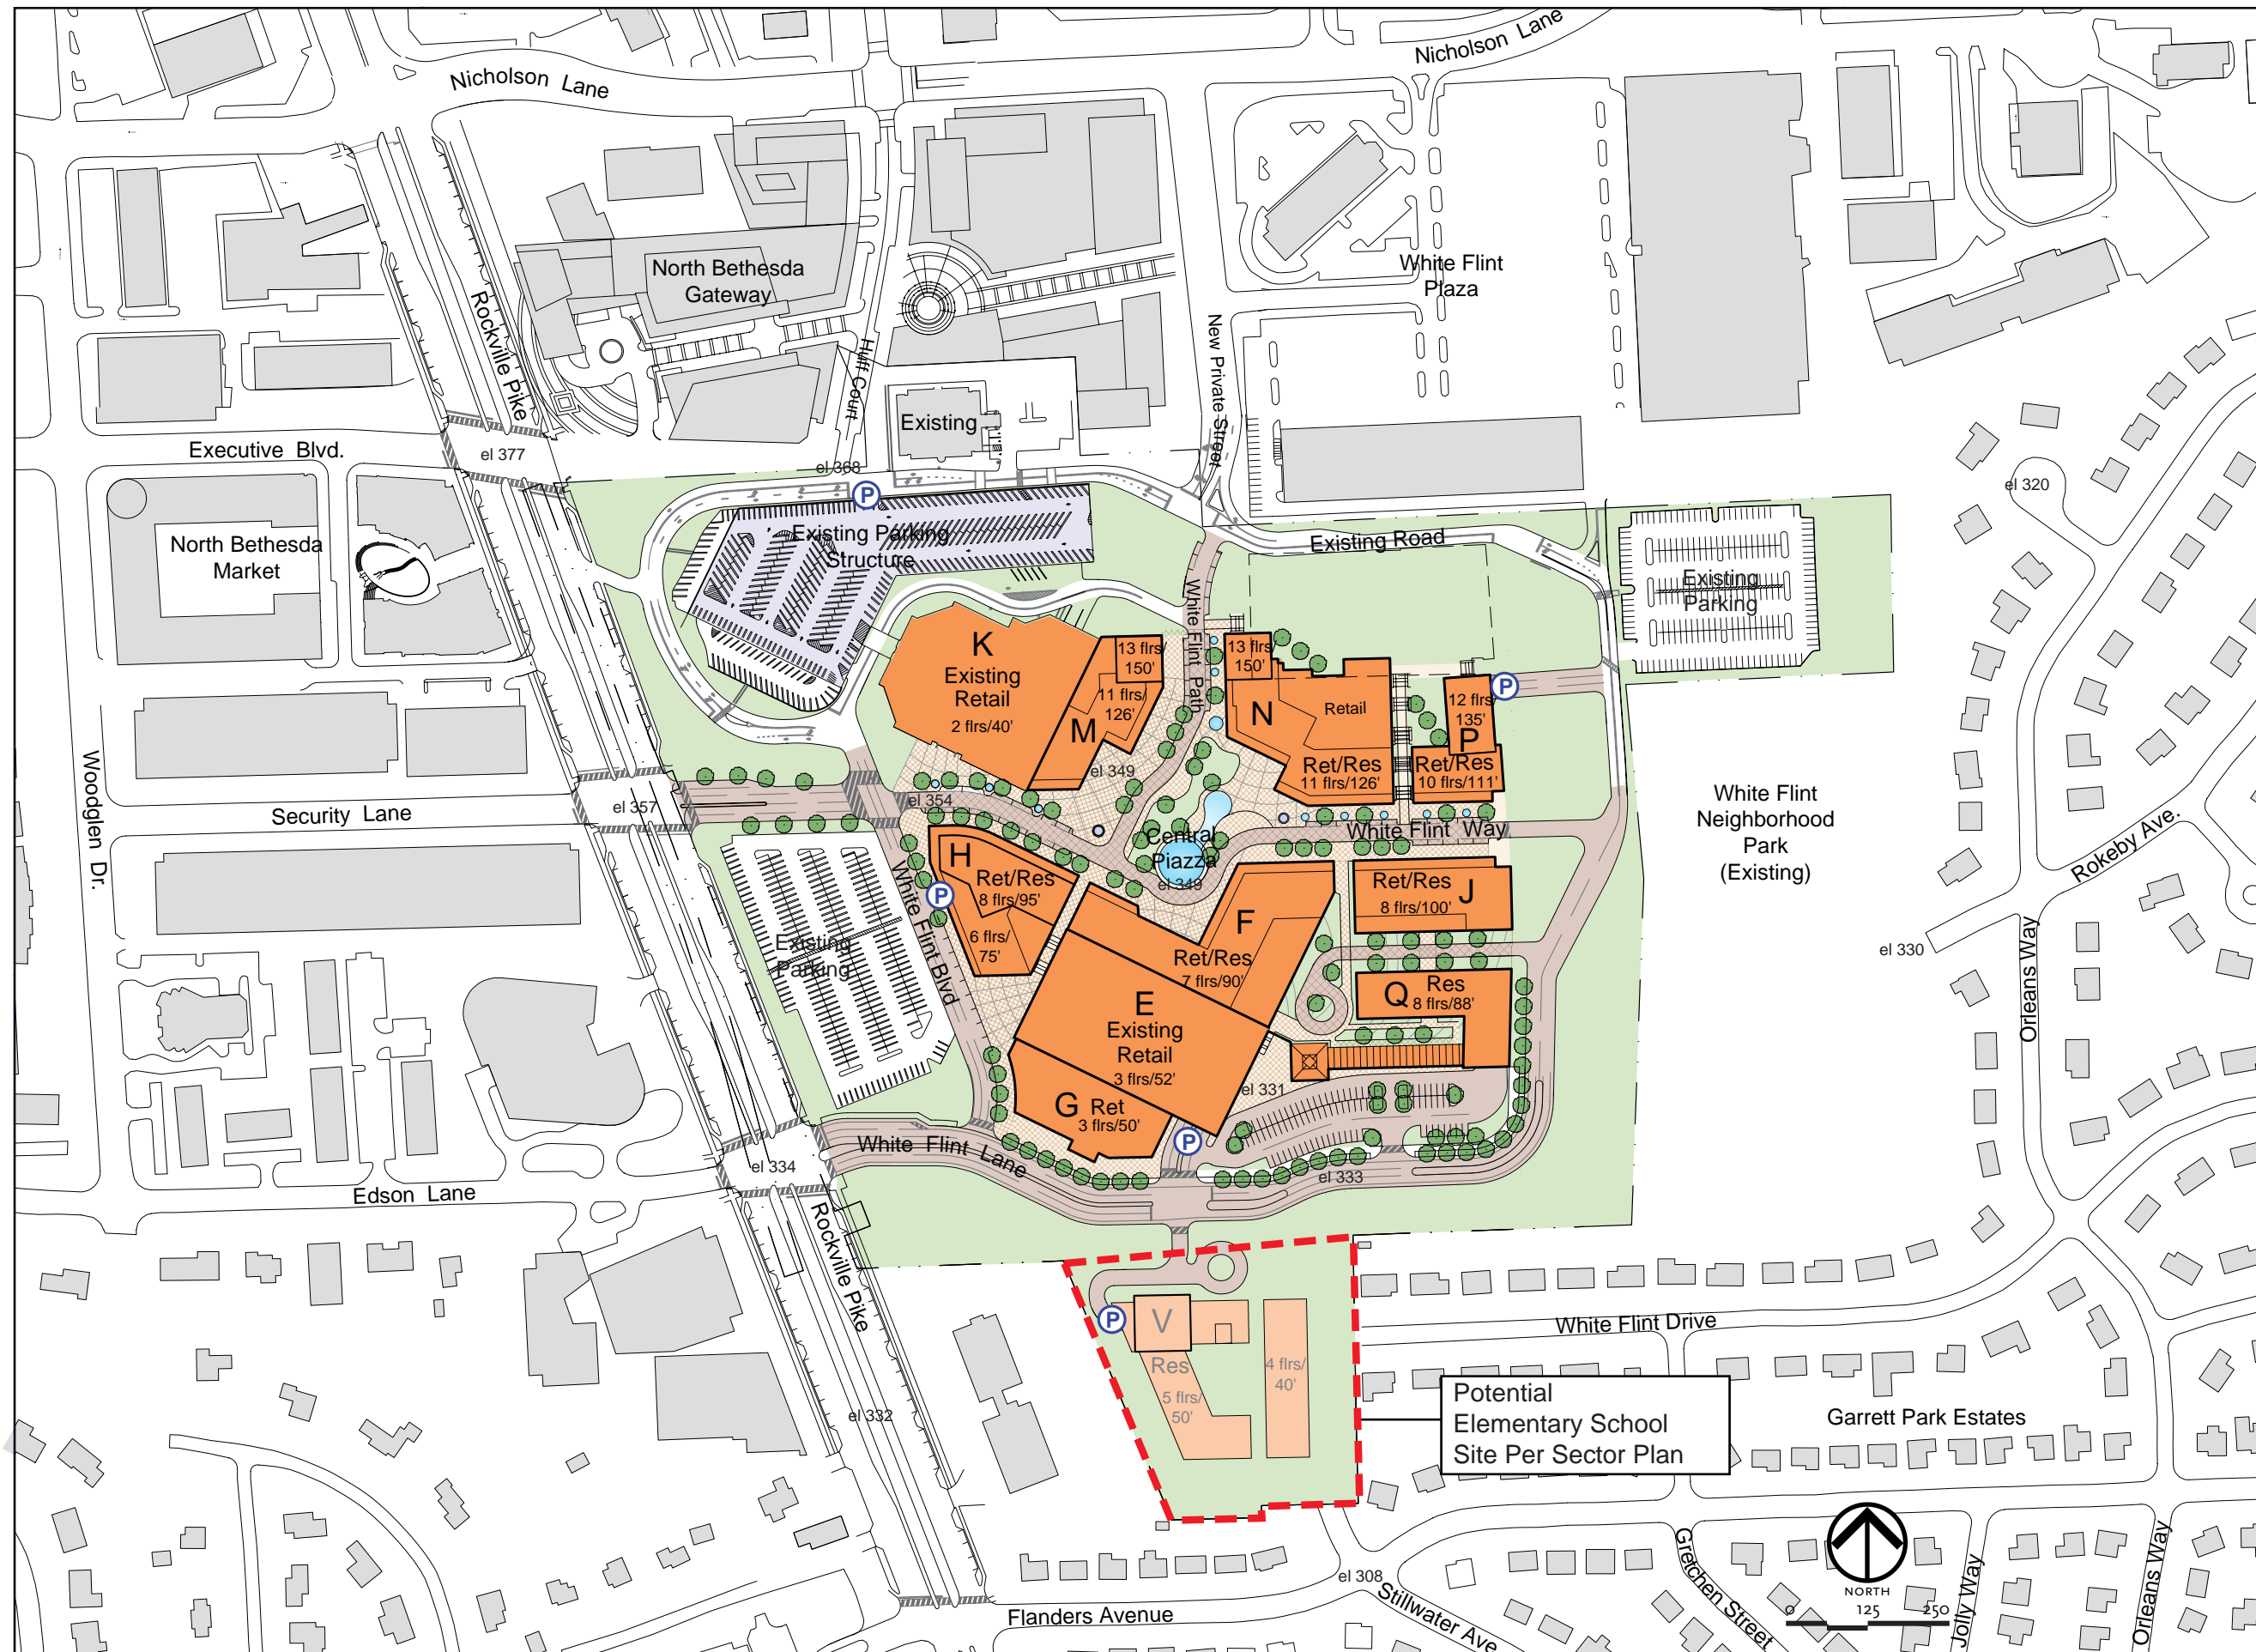 Nicholson Lane
Nicholson Lane
North Bethesda
Gateway
White Flint
Plaza
Rockville Pike
Huff Court
New Private Street
Existing
Executive Blvd.
el 377
el 368
el 320
P
North Bethesda
Market
Existing Parking
Structure
Existing Road
Existing
Parking
White Flint Path
K
Existing
Retail
2 flrs/40'
13 flrs/
150'
11 flrs/
126'
M
13 flrs/
150'
N
Retail
Ret/Res
11 flrs/126'
P
12 flrs/
135'
P
Ret/Res
10 flrs/111'
el 349
Woodglen Dr.
Security Lane
el 357
el 354
White Flint
Neighborhood
Park
(Existing)
Rokeby Ave.
Central
Piazza
el 349
White Flint Way
H
Ret/Res
8 flrs/95'
6 flrs/
75'
P
White Flint Blvd
Existing
Parking
F
Ret/Res
7 flrs/90'
Ret/Res
8 flrs/100'
J
el 330
Orleans Way
Q
Res
8 flrs/88'
E
Existing
Retail
3 flrs/52'
G
Ret
3 flrs/50'
el 331
P
White Flint Lane
el 334
el 333
Edson Lane
Rockville Pike
P
V
Res
5 flrs/
50'
4 flrs/
40'
White Flint Drive
el 332
Potential
Elementary School
Site Per Sector Plan
Garrett Park Estates
el 308
Flanders Avenue
Stillwater Ave
Gretchen Street
Jolly Way
Orleans Way
NORTH
0
125
250